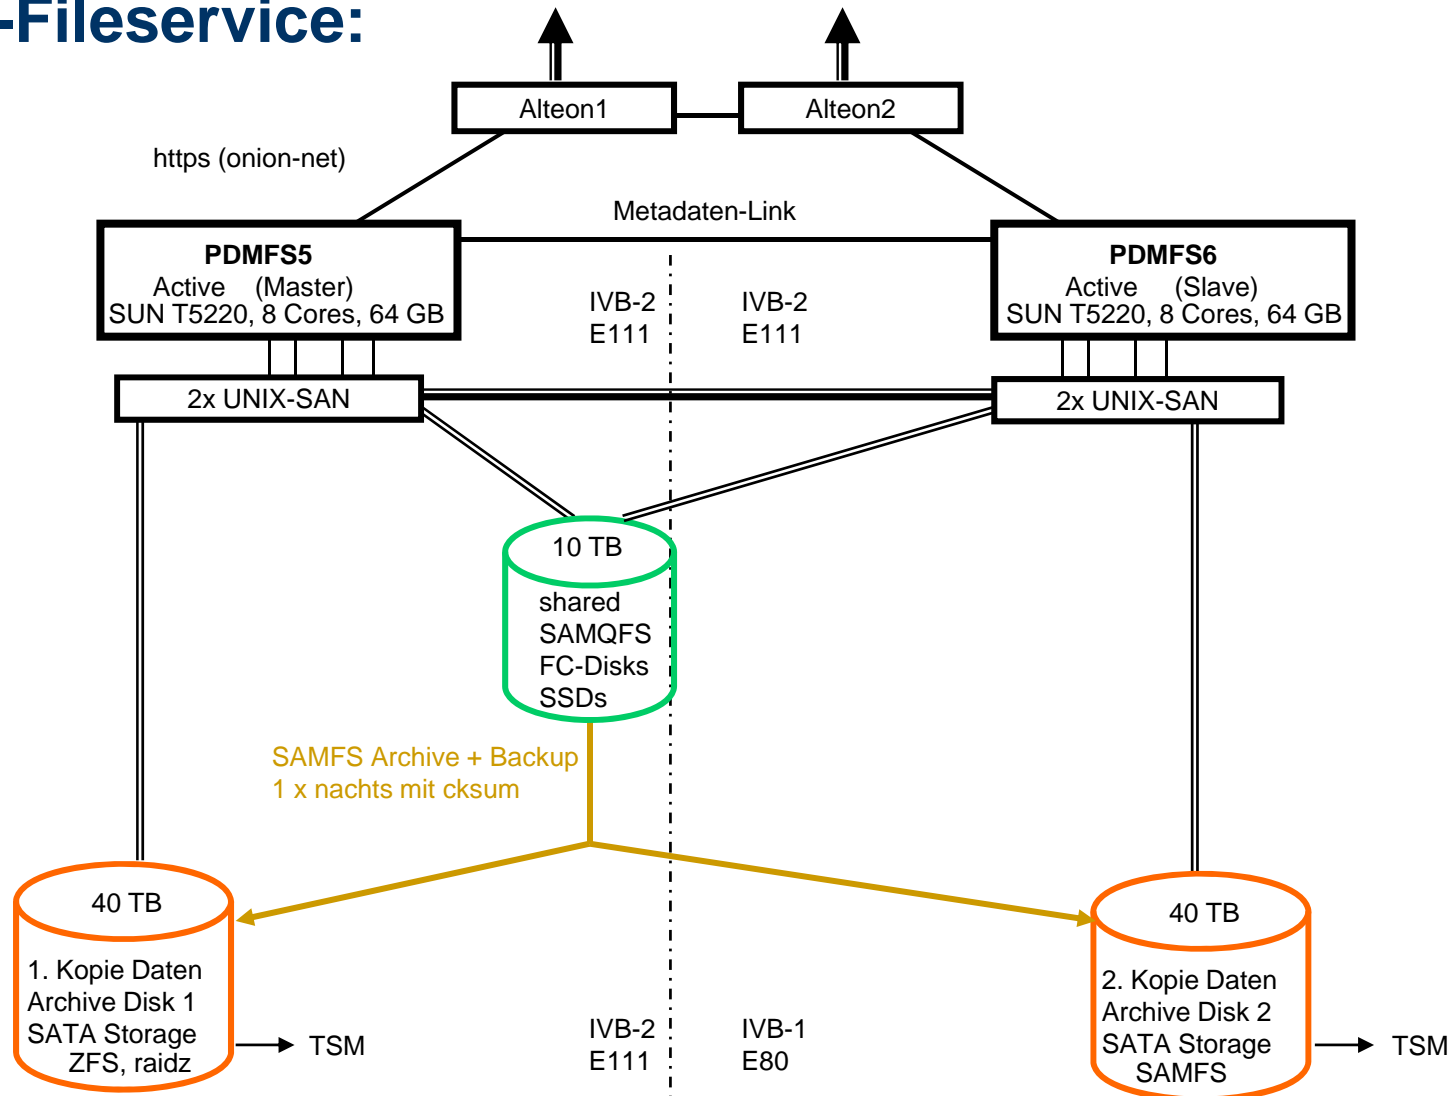 -Fileservice:
Alteon1
Alteon2
https (onion-net)
Metadaten-Link
PDMFS5
Active (Master)
SUN T5220, 8 Cores, 64 GB
IVB-2
E111
IVB-2
E111
PDMFS6
Active (Slave)
SUN T5220, 8 Cores, 64 GB
2x UNIX-SAN
2x UNIX-SAN
10 TB
shared
SAMQFS
FC-Disks
SSDs
SAMFS Archive + Backup
1 x nachts mit cksum
40 TB
1. Kopie Daten
Archive Disk 1
SATA Storage
ZFS, raidz
TSM
IVB-2
E111
IVB-1
E80
40 TB
2. Kopie Daten
Archive Disk 2
SATA Storage
SAMFS
TSM